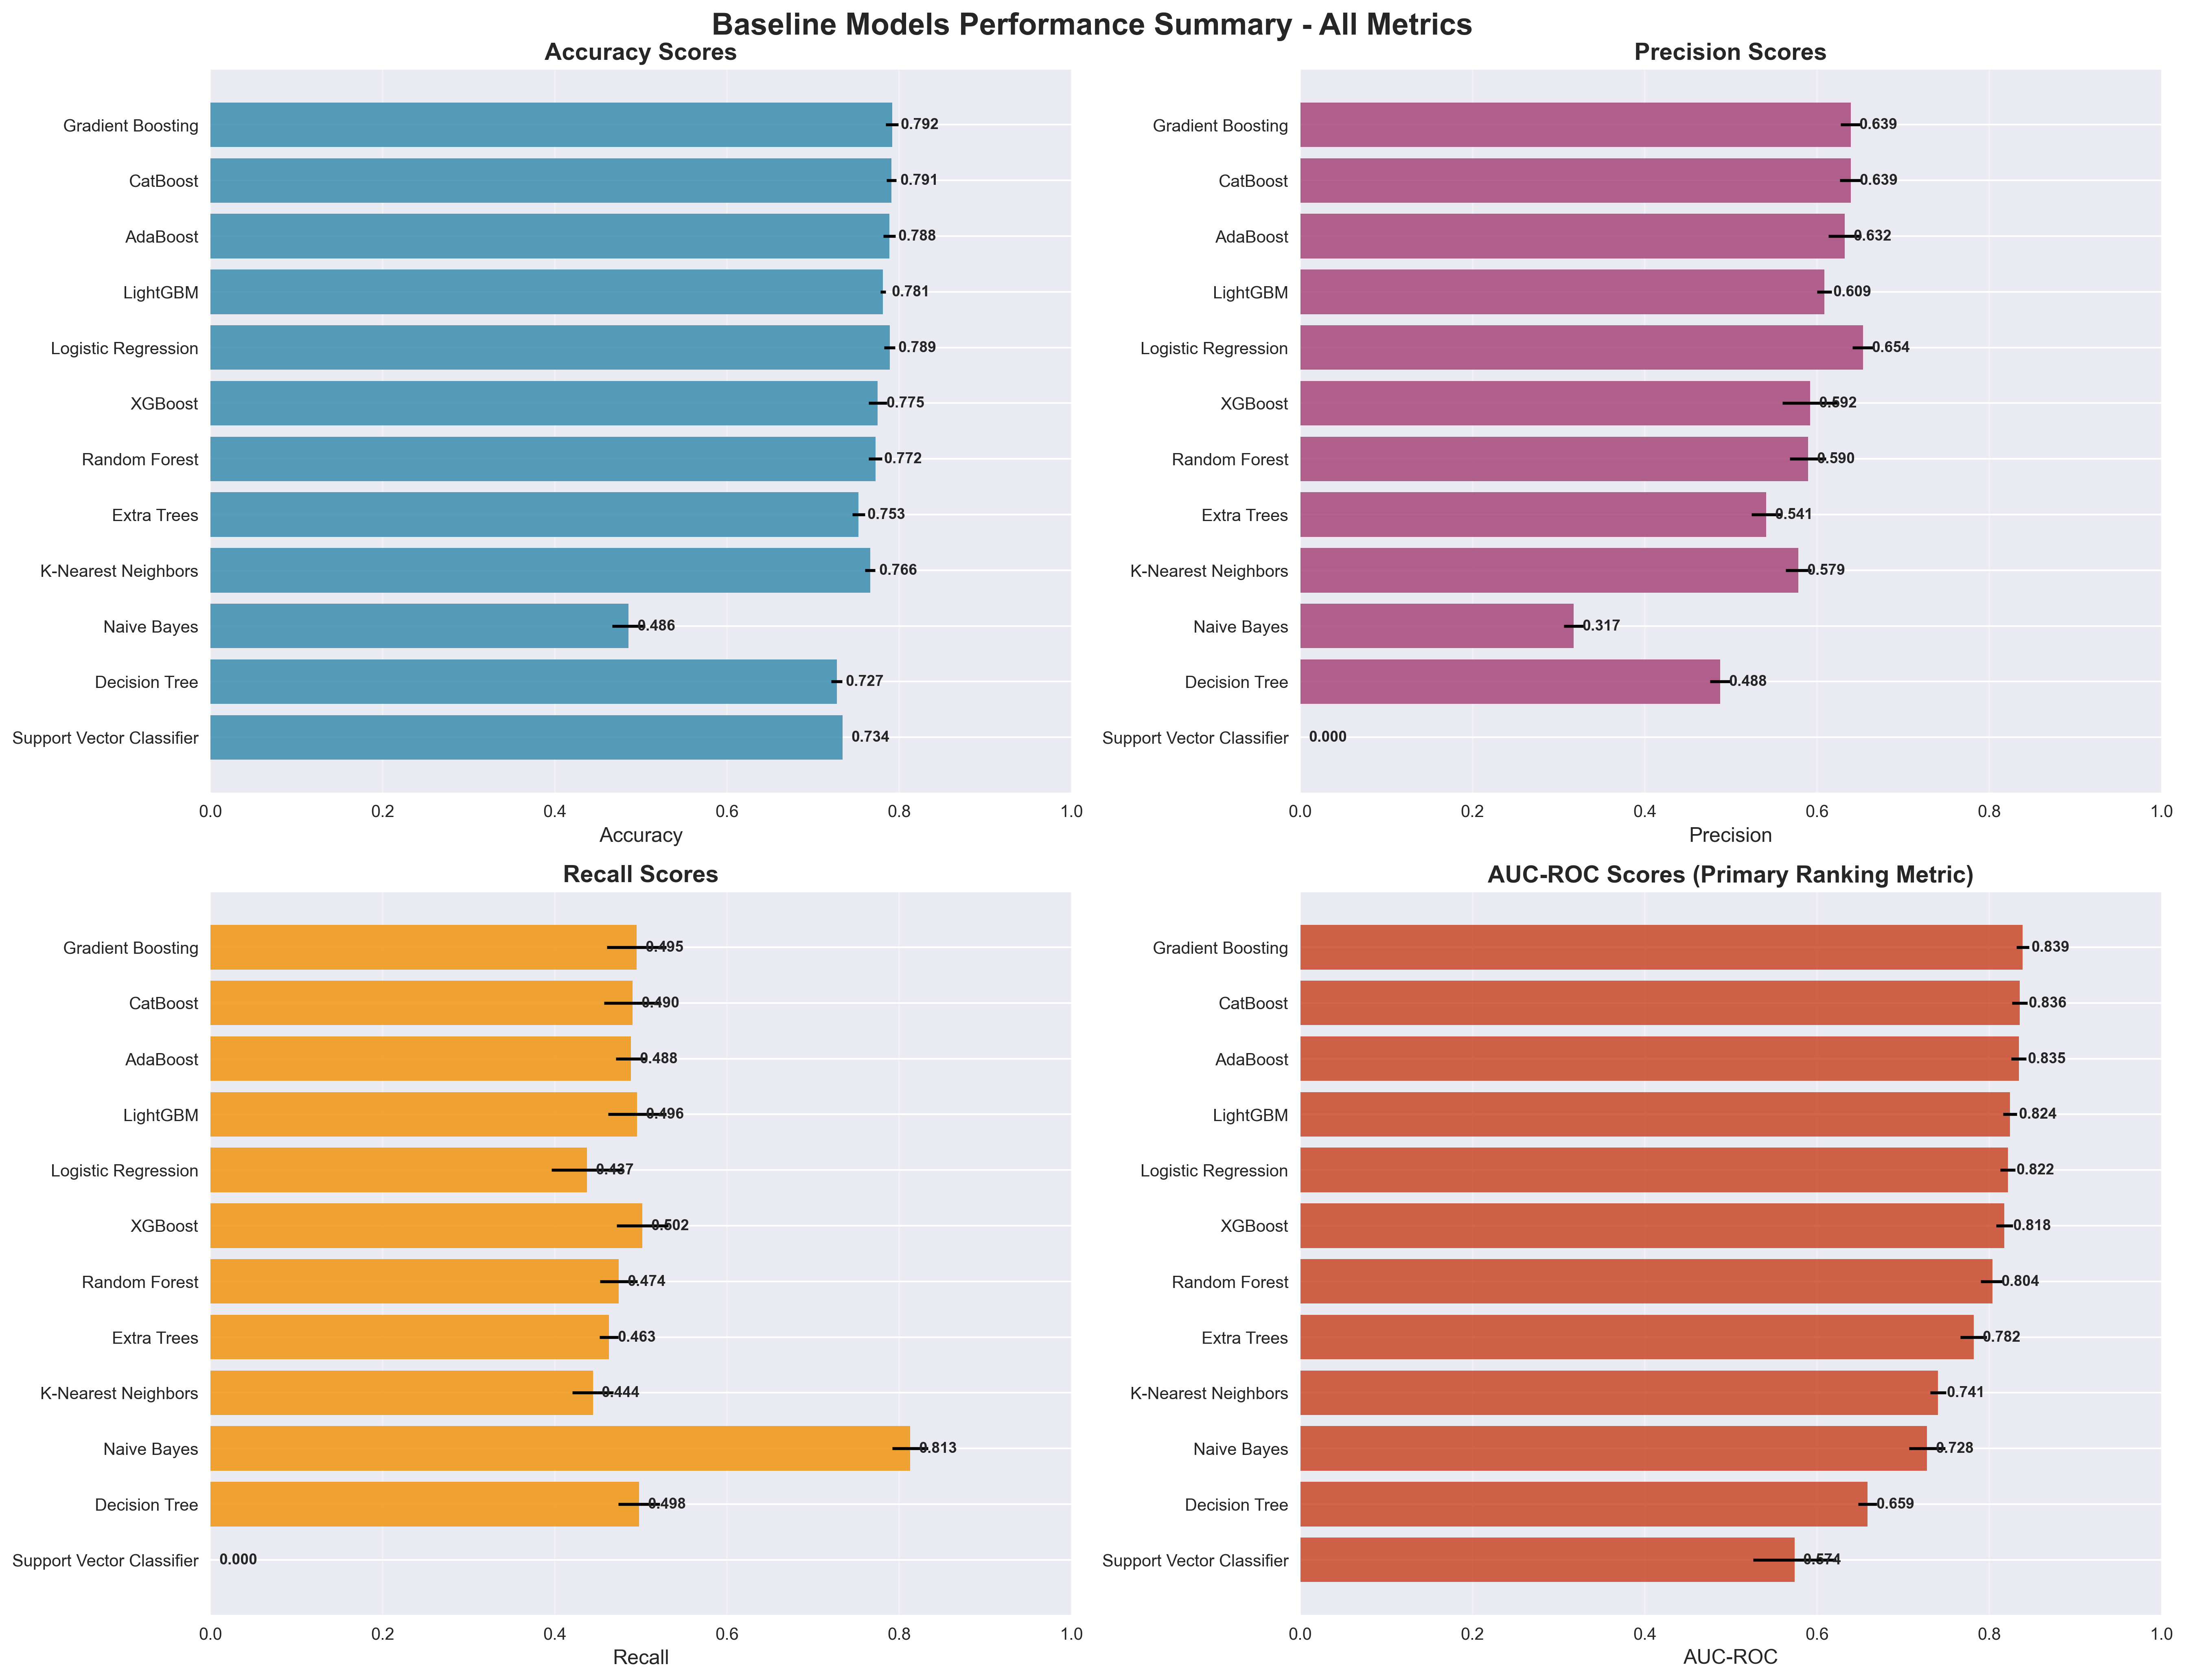 Baseline Models Performance Summary - All Metrics
Accuracy Scores
Gradient Boosting 0.792
CatBoost 0.791
AdaBoost 0.788
LightGBM 0.781
Logistic Regression 0.789
XGBoost 0.775
Random Forest 0.772
Extra Trees 0.753
K-Nearest Neighbors 0.766
Naive Bayes 0.486
Decision Tree 0.727
Support Vector Classifier 0.734
0.0 0.2 0.4 0.6 0.8 1.0
Accuracy
Precision Scores
Gradient Boosting 0.639
CatBoost 0.639
AdaBoost 0.632
LightGBM 0.609
Logistic Regression 0.654
XGBoost 0.592
Random Forest 0.590
Extra Trees 0.541
K-Nearest Neighbors 0.579
Naive Bayes 0.317
Decision Tree 0.488
Support Vector Classifier 0.000
0.0 0.2 0.4 0.6 0.8 1.0
Precision
Recall Scores
Gradient Boosting 0.495
CatBoost 0.490
AdaBoost 0.488
LightGBM 0.496
Logistic Regression 0.437
XGBoost 0.502
Random Forest 0.474
Extra Trees 0.463
K-Nearest Neighbors 0.444
Naive Bayes 0.813
Decision Tree 0.498
Support Vector Classifier 0.000
0.0 0.2 0.4 0.6 0.8 1.0
Recall
AUC-ROC Scores (Primary Ranking Metric)
Gradient Boosting 0.839
CatBoost 0.836
AdaBoost 0.835
LightGBM 0.824
Logistic Regression 0.822
XGBoost 0.818
Random Forest 0.804
Extra Trees 0.782
K-Nearest Neighbors 0.741
Naive Bayes 0.728
Decision Tree 0.659
Support Vector Classifier 0.574
0.0 0.2 0.4 0.6 0.8 1.0
AUC-ROC